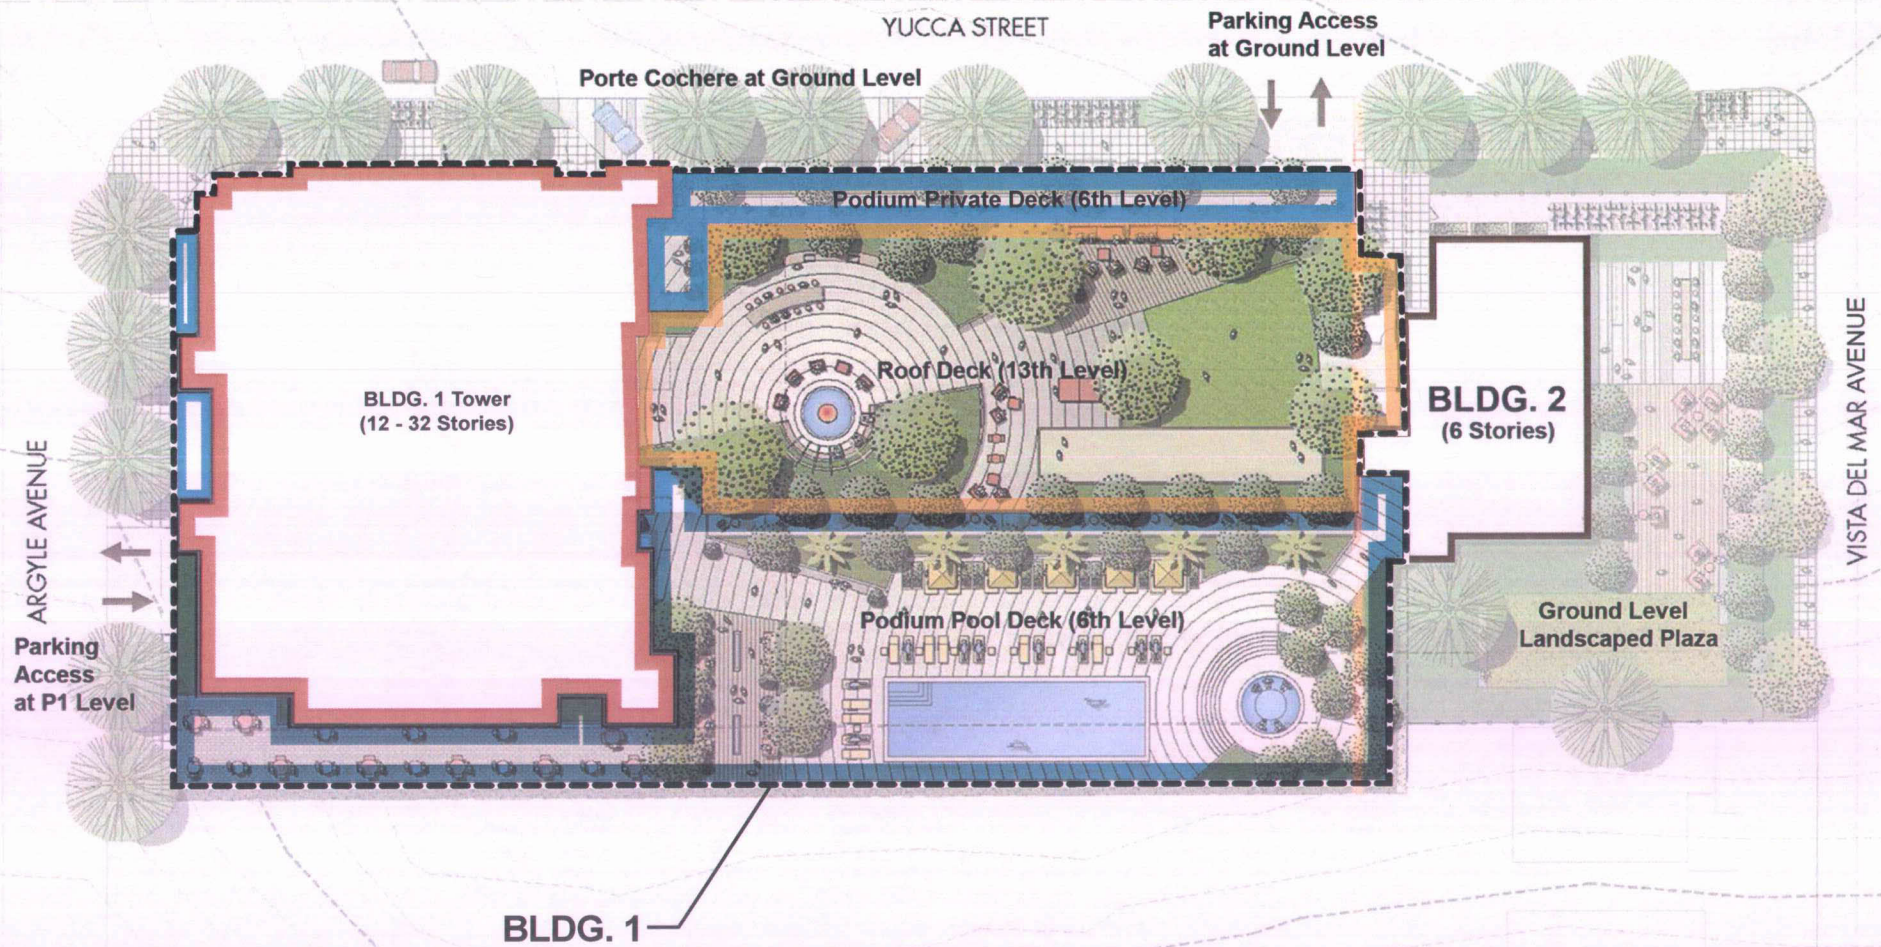 YUCCA STREET
Parking Access
at Ground Level
Porte Cochere at Ground Level
Podium Private Deck (6th Level)
Roof Deck (13th Level)
BLDG. 1 Tower
(12 - 32 Stories)
BLDG. 2
(6 Stories)
ARGYLE AVENUE
VISTA DEL MAR AVENUE
Parking
Access
at P1 Level
Podium Pool Deck (6th Level)
Ground Level
Landscaped Plaza
BLDG. 1